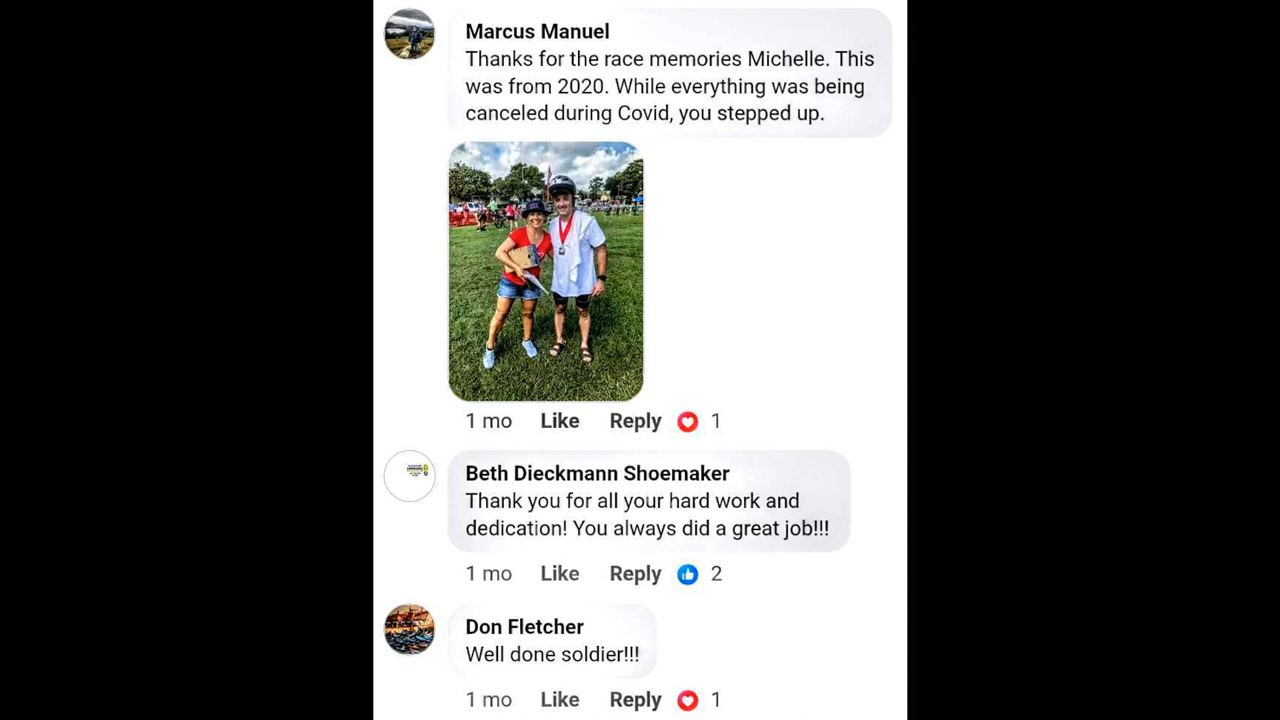 Marcus Manuel
Thanks for the race memories Michelle. This
was from 2020. While everything was being
canceled during Covid, you stepped up.
1 mo Like Reply 1
Beth Dieckmann Shoemaker
Thank you for all your hard work and
dedication! You always did a great job!!!
1 mo Like Reply 2
Don Fletcher
Well done soldier!!!
1 mo Like Reply 1